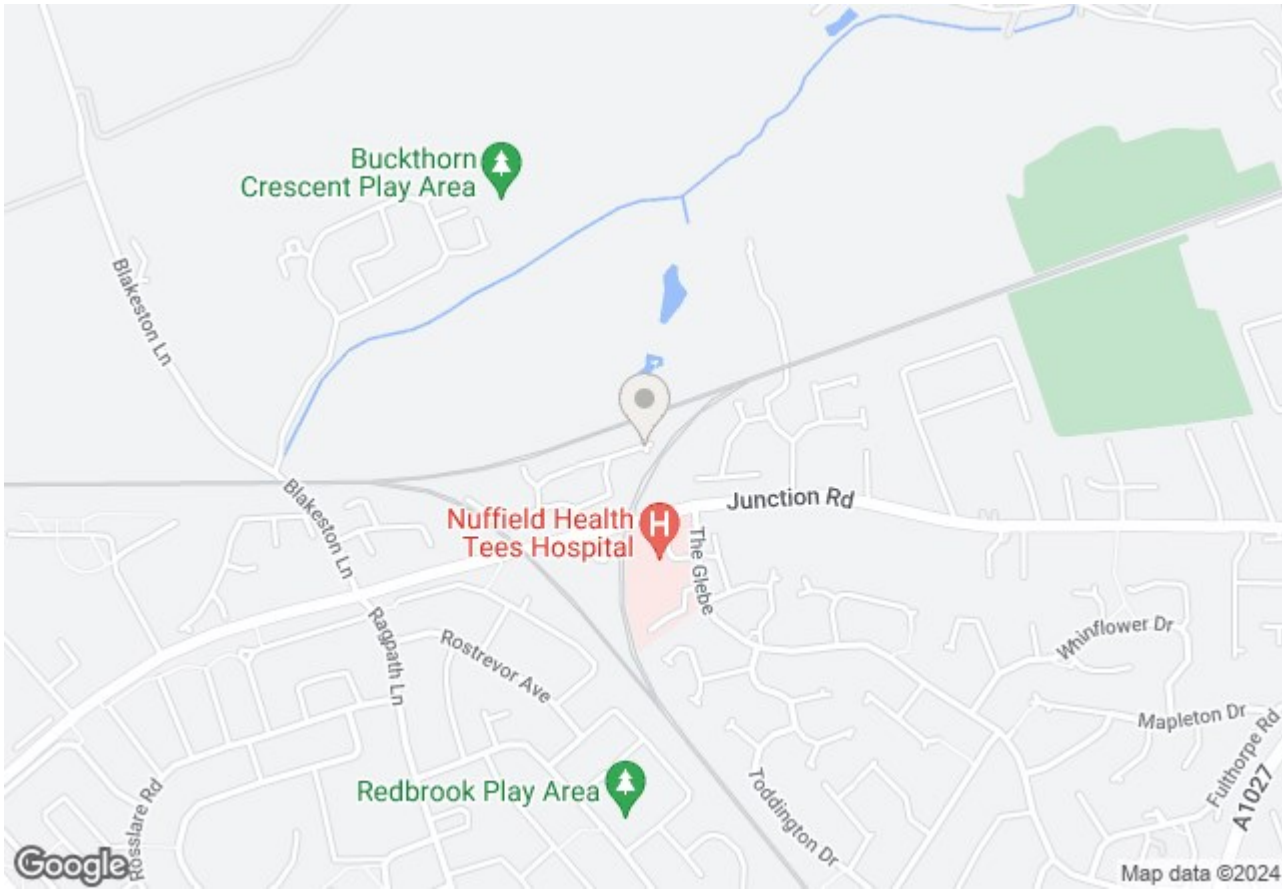 Buckthorn
Crescent Play Area
Blakeston Ln
Blakeston Ln
Junction Rd
Nuffield Health
Tees Hospital
H
The Glebe
Ragpath Ln
Rostrevor Ave
Whinflower Dr
Mapleton Dr
Fulthorpe Rd
A1027
Redbrook Play Area
Toddington Dr
Rosslare Rd
Google
Map data ©2024